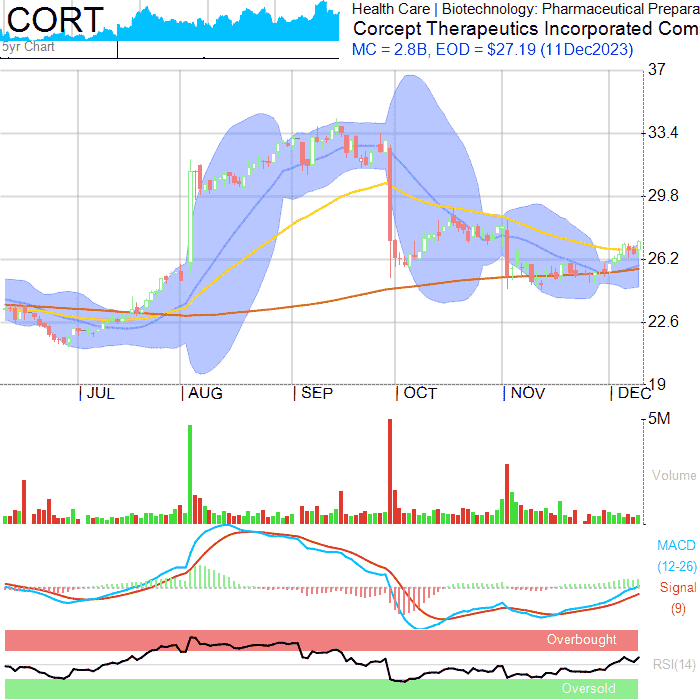 CORT
5yr Chart
Health Care | Biotechnology: Pharmaceutical Prepara
Corcept Therapeutics Incorporated Com
MC = 2.8B, EOD = $27.19 (11Dec2023)
37
33.4
29.8
26.2
22.6
19
| JUL | AUG | SEP | OCT | NOV | DEC
5M
Volume
MACD
(12-26)
Signal
(9)
Overbought
RSI(14)
Oversold